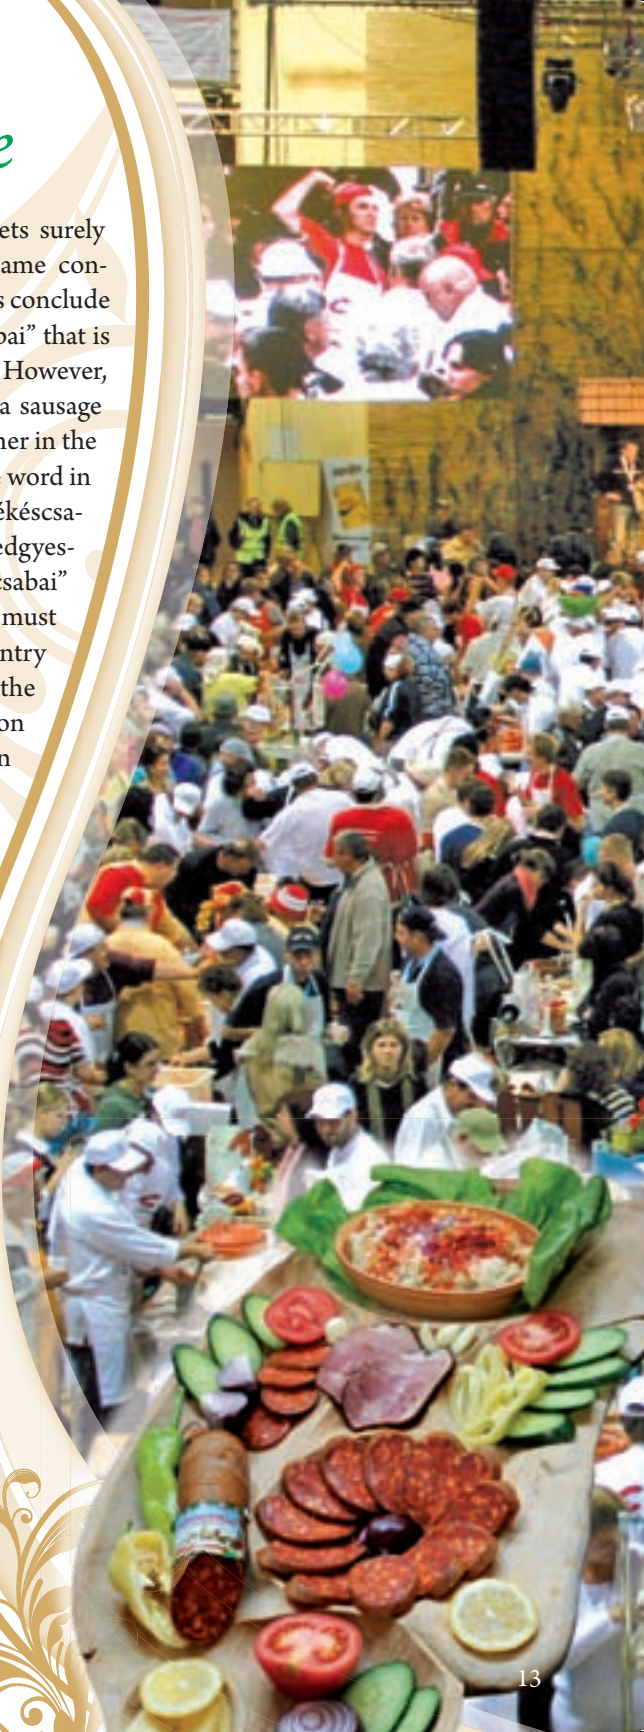 e
ets surely
ame con-
s conclude
bai” that is
However,
a sausage
her in the
word in
ékéscsa-
edgyes-
csabai”
must
ntry
the
on
n
13